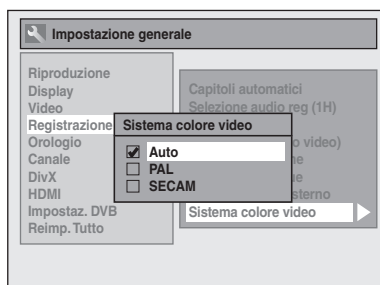 Impostazione generale
Riproduzione
Display
Video
Registrazione
Orologio
Canale
DivX
HDMI
Impostaz. DVB
Reimp. Tutto
Capitoli automatici
Selezione audio reg (1H)
video)
Sistema colore video
Sistema colore video
Auto
PAL
SECAM